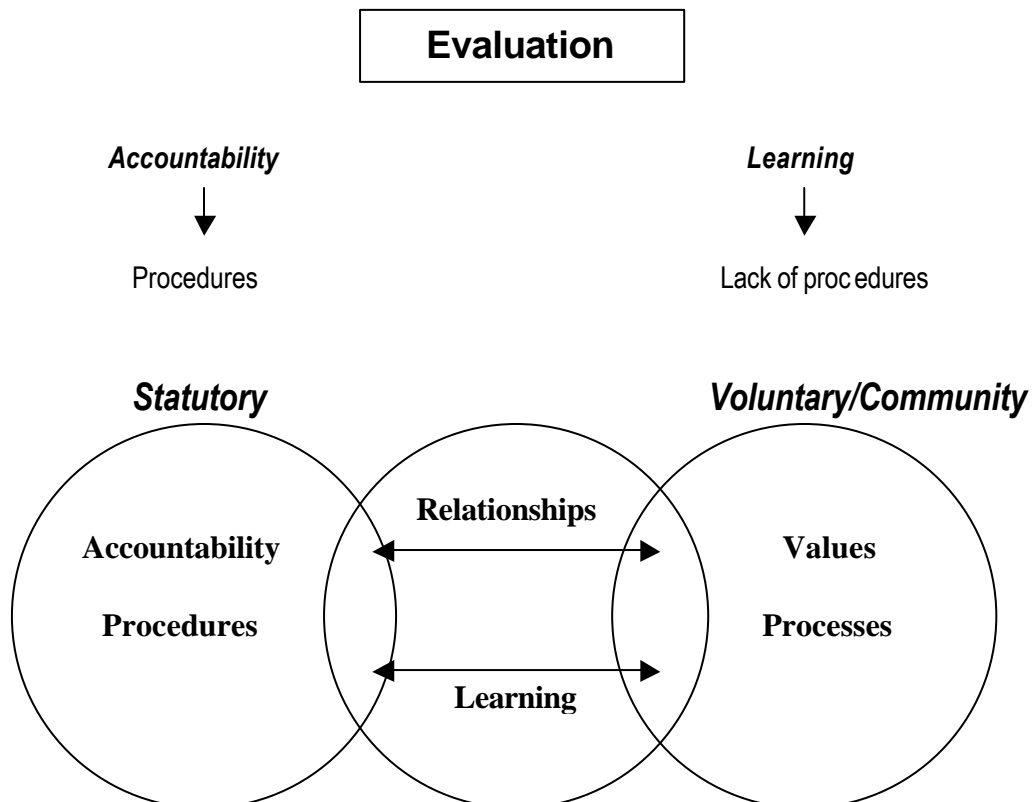 Evaluation
Accountability
Learning
Procedures
Lack of proc edures
Statutory
Voluntary/Community
Relationships
Accountability
Values
Procedures
Processes
Learning